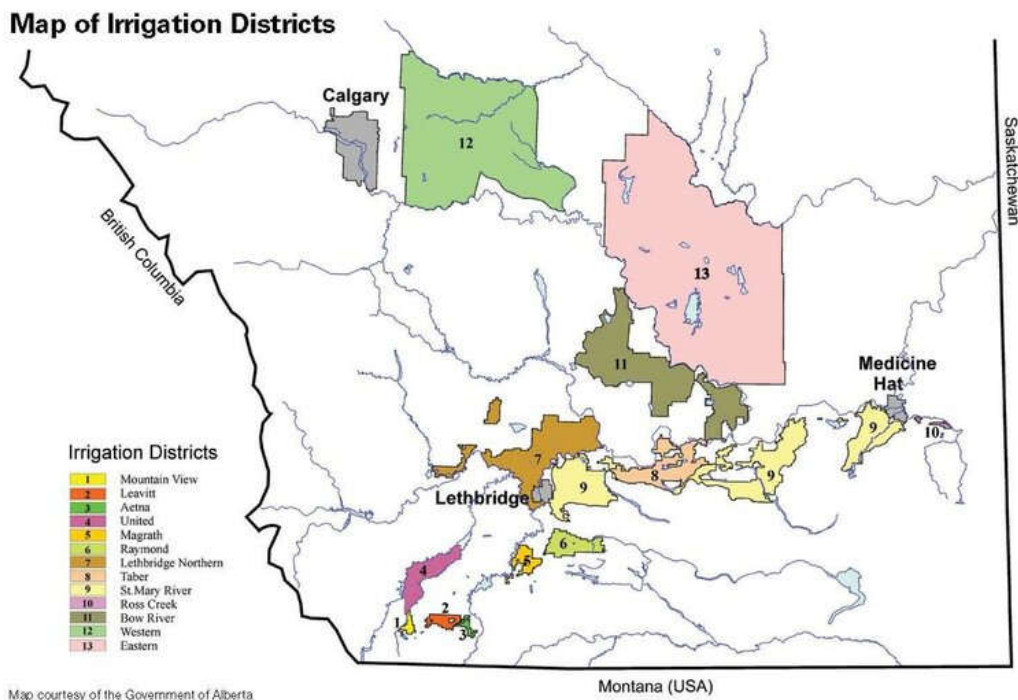 Map of Irrigation Districts
Calgary
12
Saskatchewan
British Columbia
13
11
Medicine
Hat
9
10
7
8
9
Lethbridge
9
6
5
4
2
1
3
Irrigation Districts
1 Mountain View
2 Leavitt
3 Aetna
4 United
5 Magrath
6 Raymond
7 Lethbridge Northern
8 Taber
9 St.Mary River
10 Ross Creek
11 Bow River
12 Western
13 Eastern
Montana (USA)
Map courtesy of the Government of Alberta